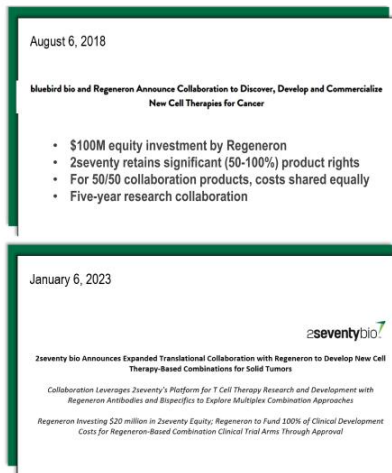 August 6, 2018
bluebird bio and Regeneron Announce Collaboration to Discover, Develop and Commercialize
New Cell Therapies for Cancer
• $100M equity investment by Regeneron
• 2seventy retains significant (50-100%) product rights
• For 50/50 collaboration products, costs shared equally
• Five-year research collaboration
January 6, 2023
2seventybio
2seventy bio Announces Expanded Translational Collaboration with Regeneron to Develop New Cell
Therapy-Based Combinations for Solid Tumors
Collaboration Leverages 2seventy's Platform for T Cell Therapy Research and Development with
Regeneron Antibodies and Bispecifics to Explore Multiplex Combination Approaches
Regeneron Investing $20 million in 2seventy Equity; Regeneron to Fund 100% of Clinical Development
Costs for Regeneron-Based Combination Clinical Trial Arms Through Approval